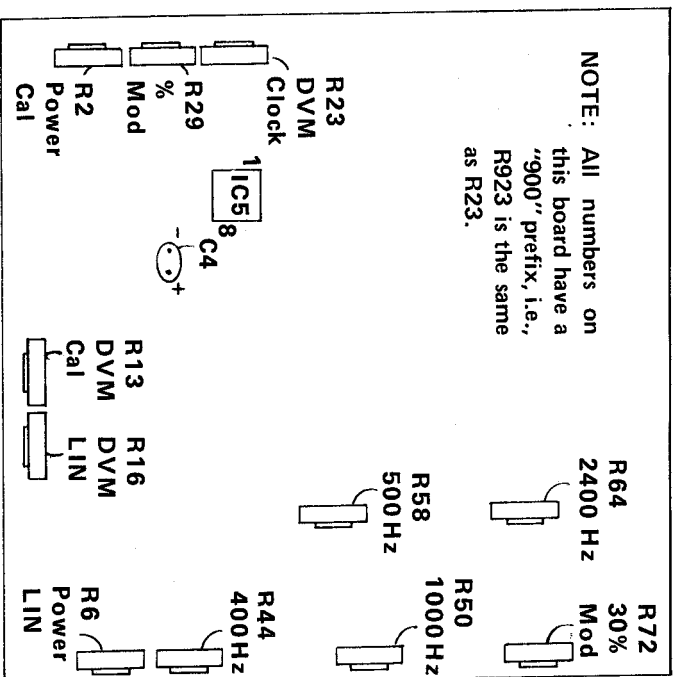 NOTE: All numbers on
this board have a
"900" prefix, i.e.,
R923 is the same
as R23.
R23
DVM
Clock
R29
%
Mod
R2
Power
Cal
1
IC5
8
C4
-
+
R13
DVM
Cal
R16
DVM
LIN
R64
2400 Hz
R58
500Hz
R72
30%
Mod
R50
1000Hz
R44
400Hz
R6
Power
LIN